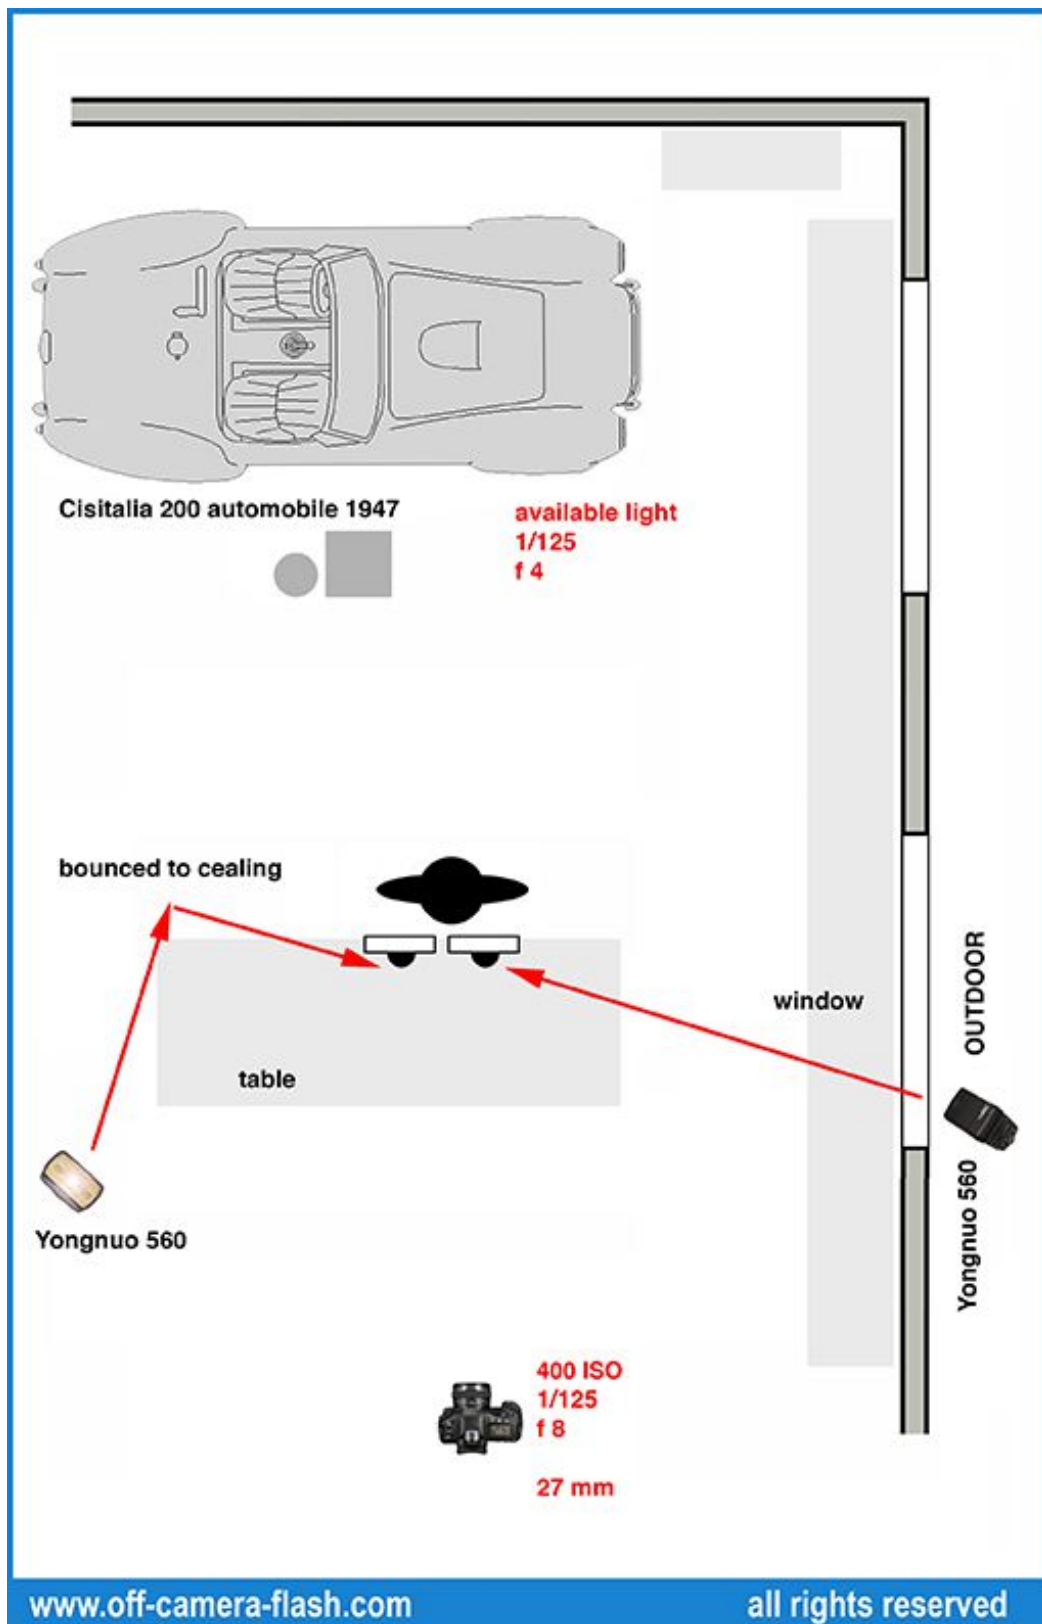 Cisitalia 200 automobile 1947
available light
1/125
f 4
bounced to cealing
OUTDOOR
window
table
Yongnuo 560
Yongnuo 560
400 ISO
1/125
f 8
27 mm
www.off-camera-flash.com
all rights reserved